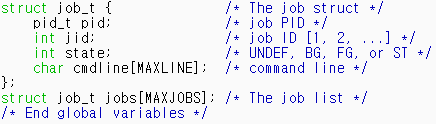 struct job_t { /* The job struct */
pid_t pid; /* job PID */
int jid; /* job ID [1, 2, ...] */
int state; /* UNDEF, BG, FG, or ST */
char cmdline[MAXLINE]; /* command line */
};
struct job_t jobs[MAXJOBS]; /* The job list */
/* End global variables */